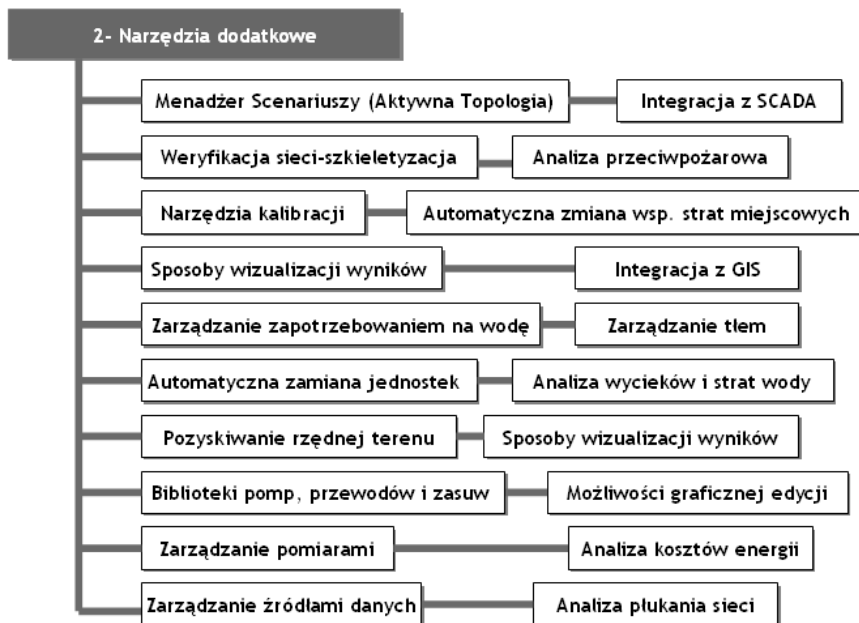 2- Narzędzia dodatkowe
Menadżer Scenariuszy (Aktywna Topologia)
Integracja z SCADA
Weryfikacja sieci-szkieletyzacja
Analiza przeciwpożarowa
Narzędzia kalibracji
Automatyczna zmiana wsp. strat miejscowych
Sposoby wizualizacji wyników
Integracja z GIS
Zarządzanie zapotrzebowaniem na wodę
Zarządzanie tłem
Automatyczna zamiana jednostek
Analiza wycieków i strat wody
Pozyskiwanie rzędnej terenu
Sposoby wizualizacji wyników
Biblioteki pomp, przewodów i zasuw
Możliwości graficznej edycji
Zarządzanie pomiarami
Analiza kosztów energii
Zarządzanie źródłami danych
Analiza płukania sieci